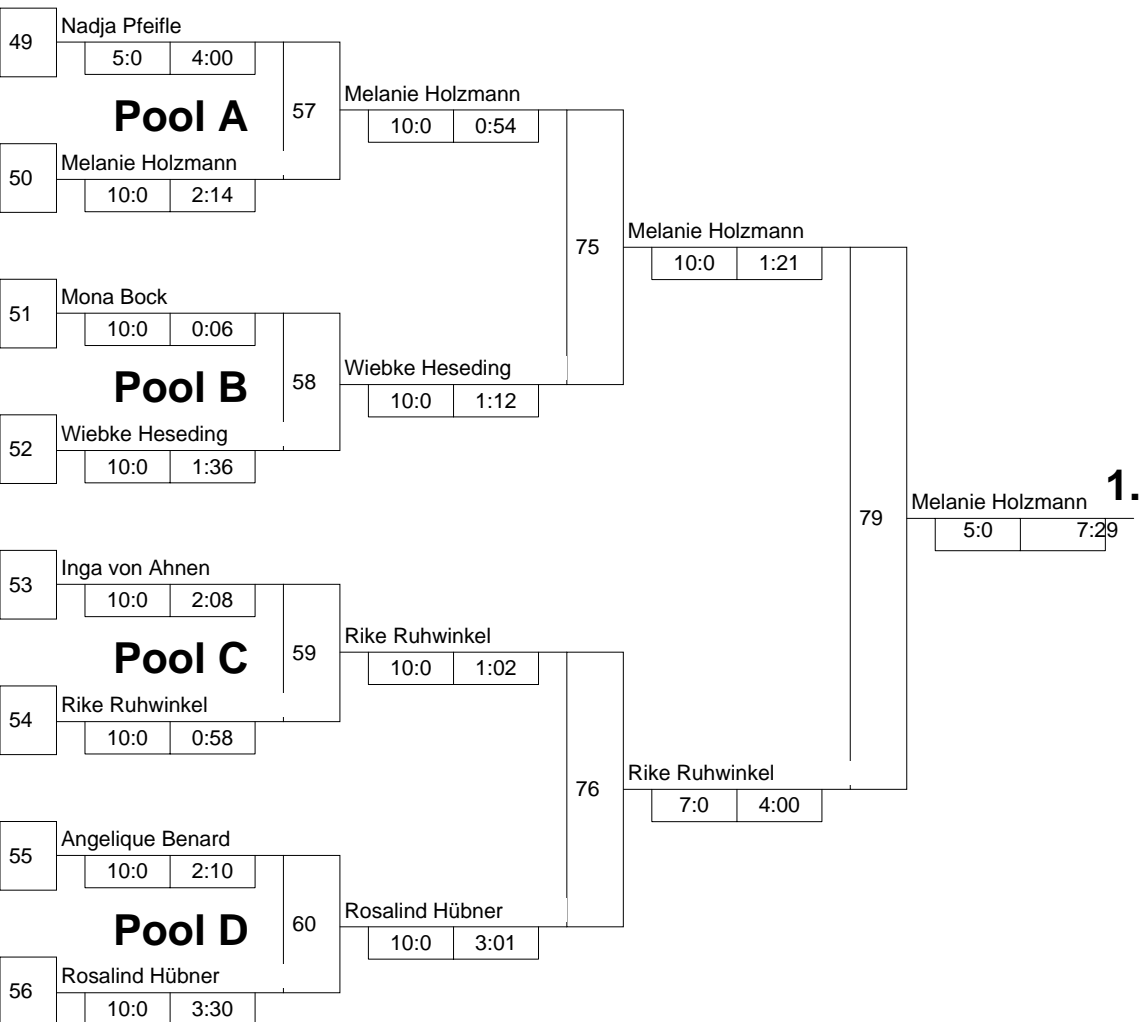 49 Nadja Pfeifle
5:0 4:00
Pool A 57 Melanie Holzmann
10:0 0:54
50 Melanie Holzmann
10:0 2:14
75 Melanie Holzmann
10:0 1:21
51 Mona Bock
10:0 0:06
Pool B 58 Wiebke Heseding
10:0 1:12
52 Wiebke Heseding
10:0 1:36
79 Melanie Holzmann 1.
5:0 7:29
53 Inga von Ahnen
10:0 2:08
Pool C 59 Rike Ruhwinkel
10:0 1:02
54 Rike Ruhwinkel
10:0 0:58
76 Rike Ruhwinkel
7:0 4:00
55 Angelique Benard
10:0 2:10
Pool D 60 Rosalind Hübner
10:0 3:01
56 Rosalind Hübner
10:0 3:30